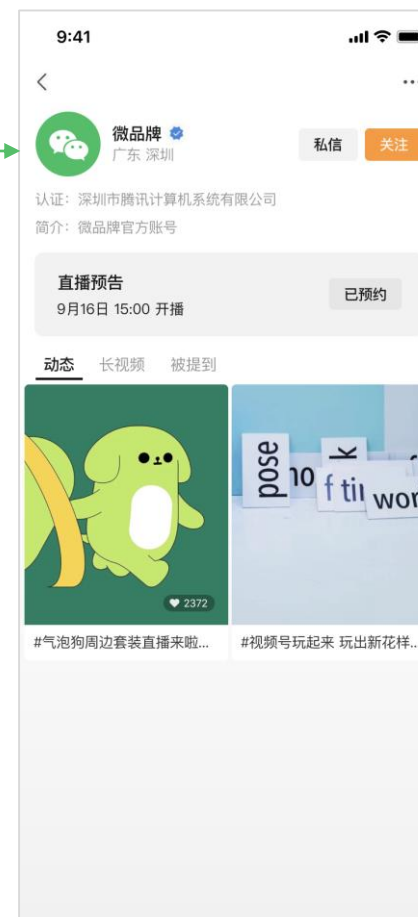 9:41
微品牌
广东 深圳
私信
关注
认证：深圳市腾讯计算机系统有限公司
简介：微品牌官方账号
直播预告
9月16日 15:00 开播
已预约
动态
长视频
被提到
pose
no
k
f
tin
wor
2372
#气泡狗周边套装直播来啦...
#视频号玩起来 玩出新花样...